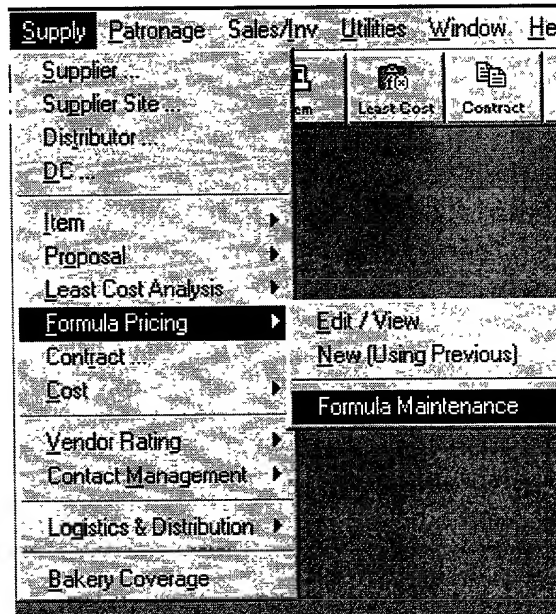 Supply Patronage Sales/Inv Utilities Window He
Supplier ...
Supplier Site ...
Distributor ...
DC ...
em Least Cost Contract
Item
Proposal
Least Cost Analysis
Formula Pricing
Contract ...
Cost
Vendor Rating
Contact Management
Logistics & Distribution
Bakery Coverage
Edit / View
New (Using Previous)
Formula Maintenance